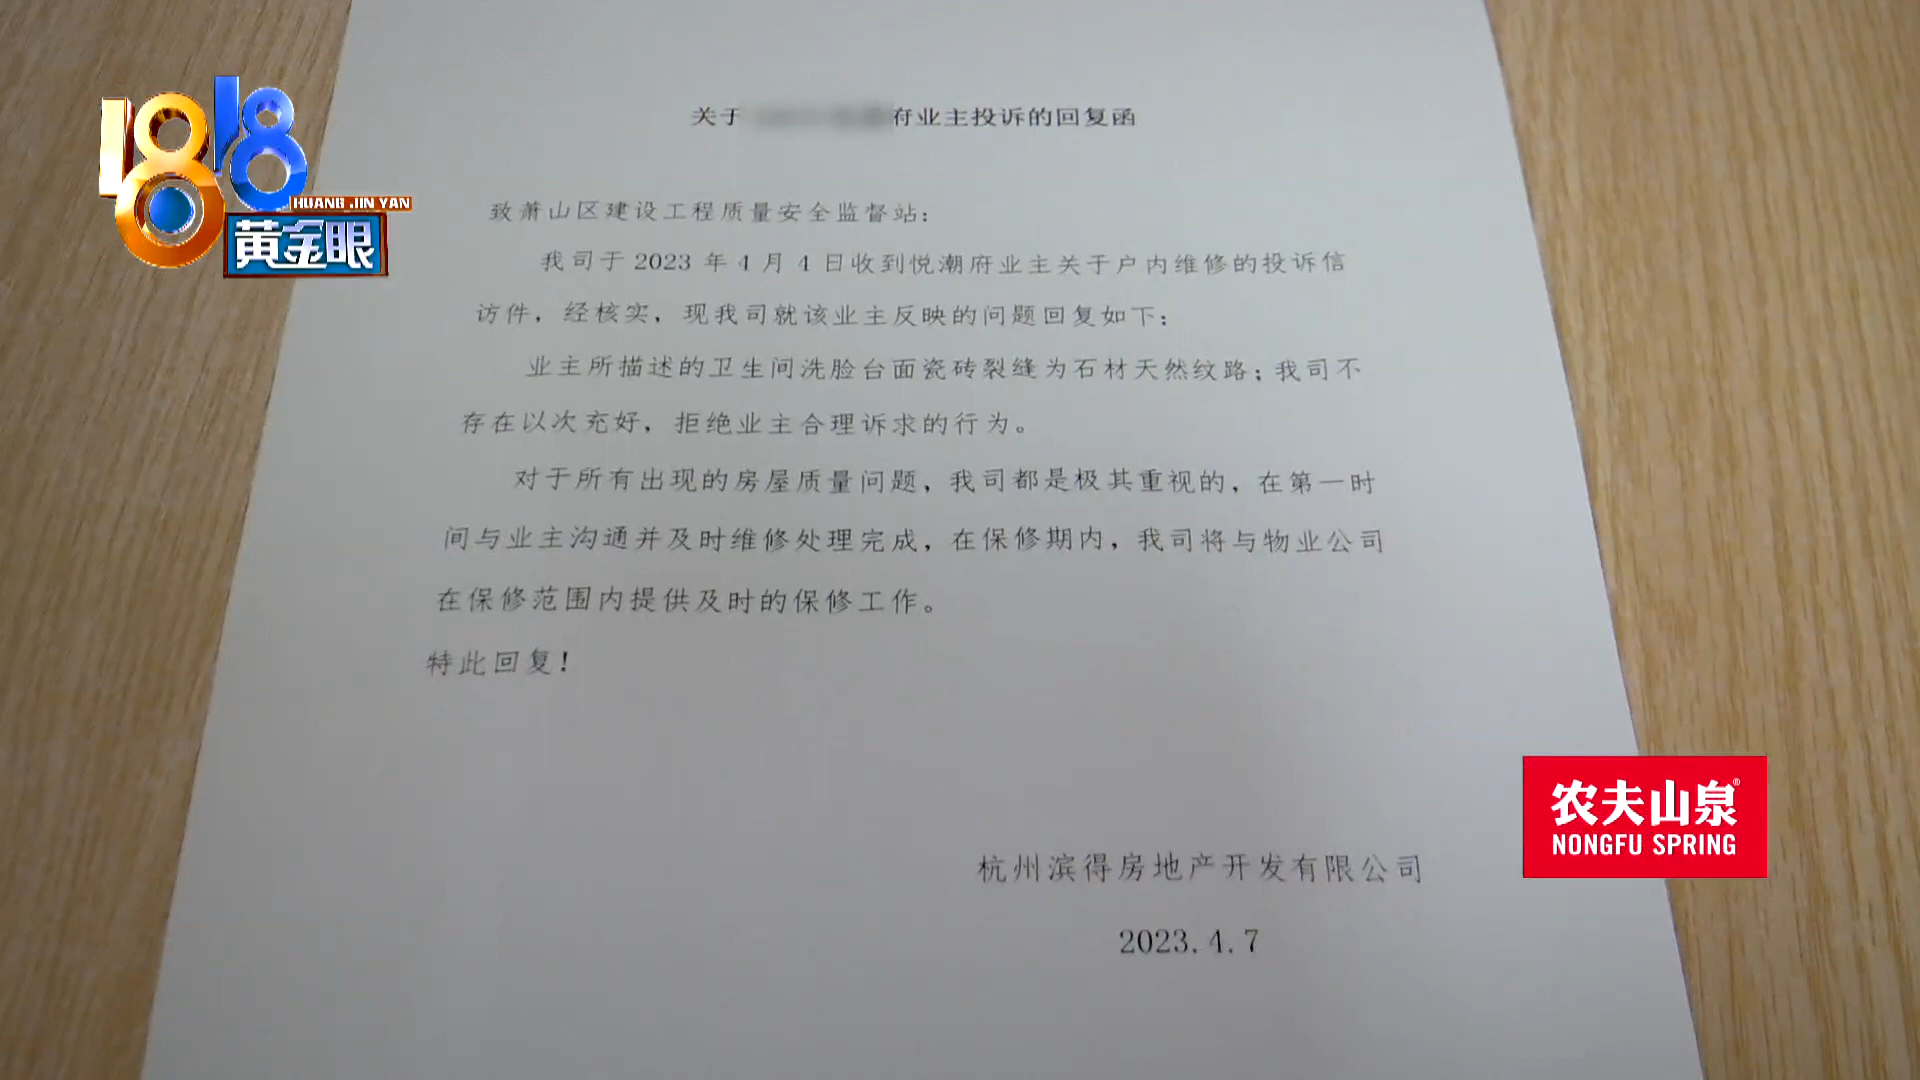 1818
HUANG JIN YAN
黄金眼
关于 府业主投诉的回复函
致萧山区建设工程质量安全监督站：
我司于 2023 年 4 月 4 日收到悦潮府业主关于户内维修的投诉信
访件，经核实，现我司就该业主反映的问题回复如下：
业主所描述的卫生间洗脸台面瓷砖裂缝为石材天然纹路；我司不
存在以次充好，拒绝业主合理诉求的行为。
对于所有出现的房屋质量问题，我司都是极其重视的，在第一时
间与业主沟通并及时维修处理完成，在保修期内，我司将与物业公司
在保修范围内提供及时的保修工作。
特此回复！
农夫山泉®
NONGFU SPRING
杭州滨得房地产开发有限公司
2023.4.7